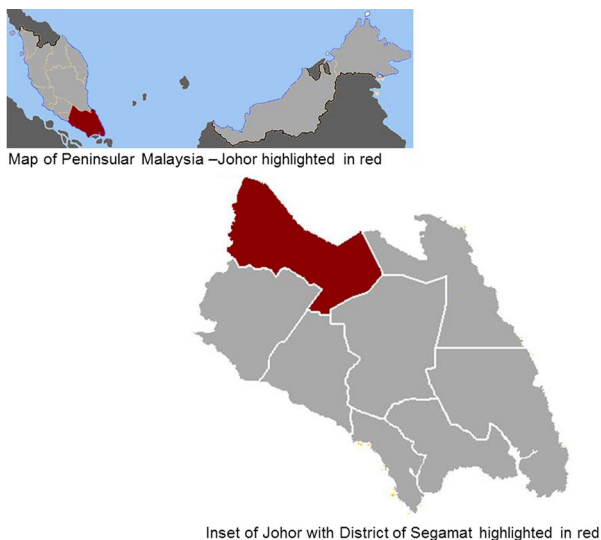 Map of Peninsular Malaysia –Johor highlighted in red
Inset of Johor with District of Segamat highlighted in red